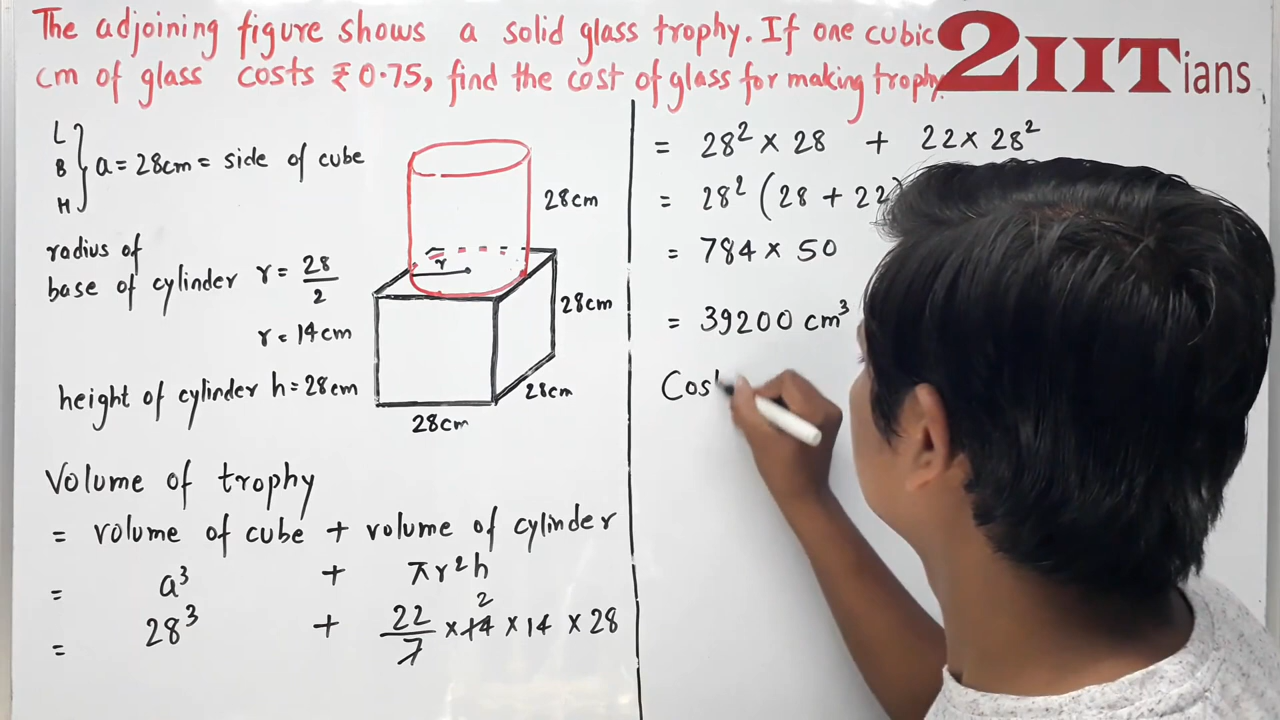 The adjoining figure shows a solid glass trophy. If one cubic
cm of glass costs ₹0.75, find the cost of glass for making trophy.
2IITians
L
B
H
a = 28cm = side of cube
radius of
base of cylinder r = 28/2
r = 14cm
height of cylinder h = 28cm
28cm
r
28cm
28cm
28cm
Volume of trophy
= volume of cube + volume of cylinder
= a³ + πr²h
= 28³ + 22/7 × 14 2 × 14 × 28
= 28² × 28 + 22 × 28²
= 28² (28 + 22)
= 784 × 50
= 39200 cm³
Cost